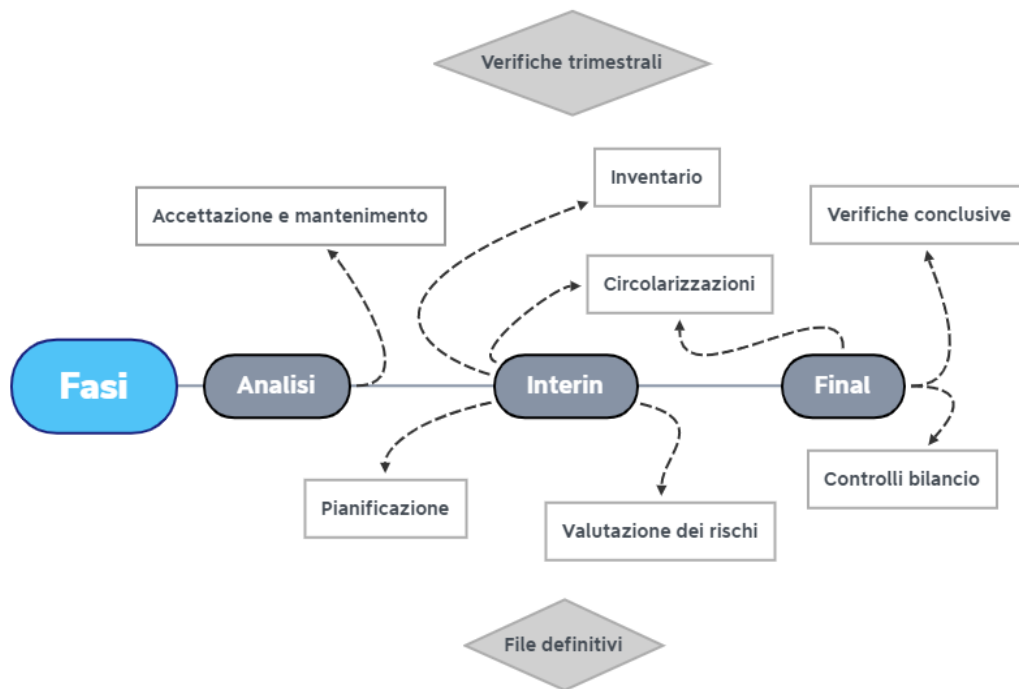 Verifiche trimestrali
Inventario
Accettazione e mantenimento
Verifiche conclusive
Circolarizzazioni
Fasi
Analisi
Interin
Final
Controlli bilancio
Pianificazione
Valutazione dei rischi
File definitivi